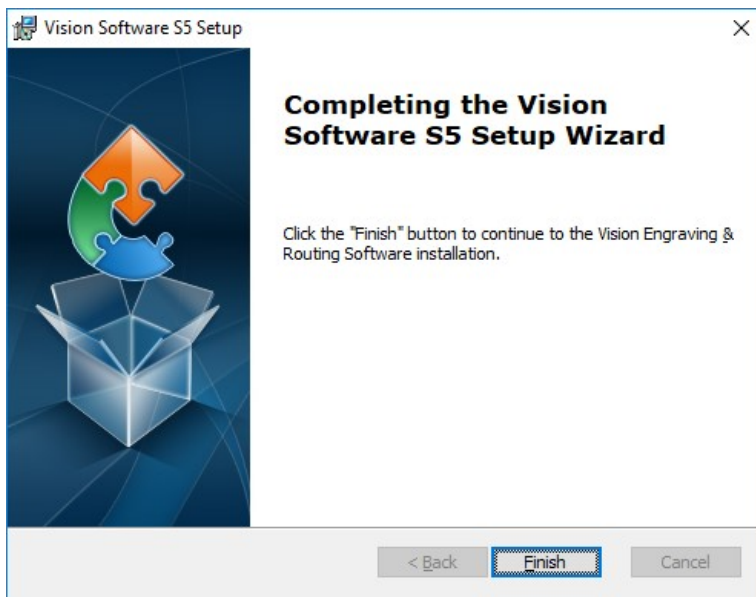 Vision Software S5 Setup
Completing the Vision
Software S5 Setup Wizard
Click the "Finish" button to continue to the Vision Engraving &
Routing Software installation.
< Back
Finish
Cancel